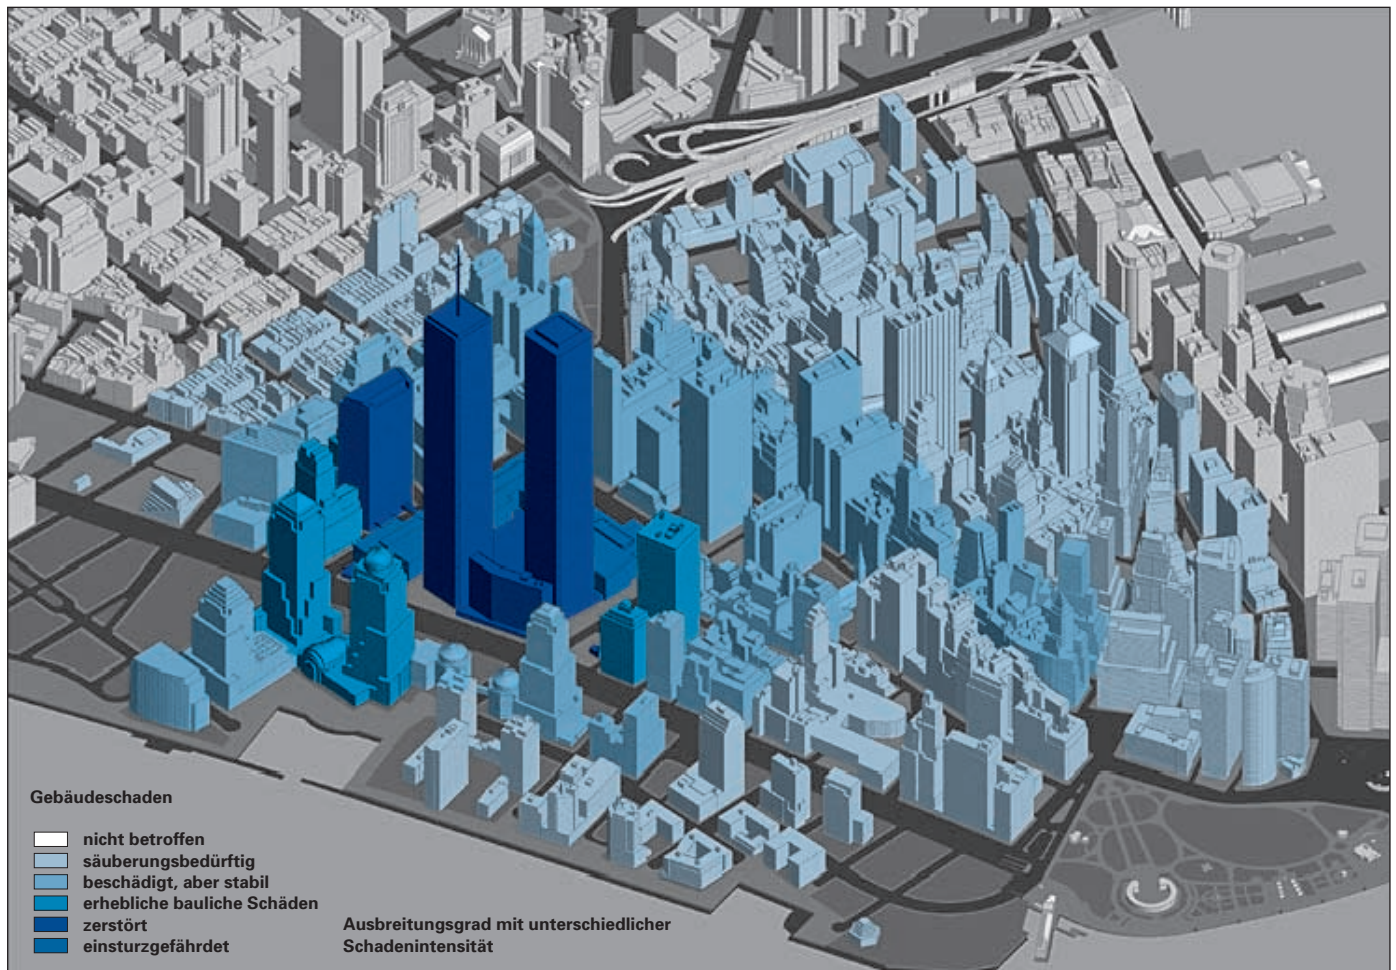 Gebäudeschaden
nicht betroffen
säuberungsbedürftig
beschädigt, aber stabil
erhebliche bauliche Schäden
zerstört
einsturzgefährdet
Ausbreitungsgrad mit unterschiedlicher
Schadenintensität